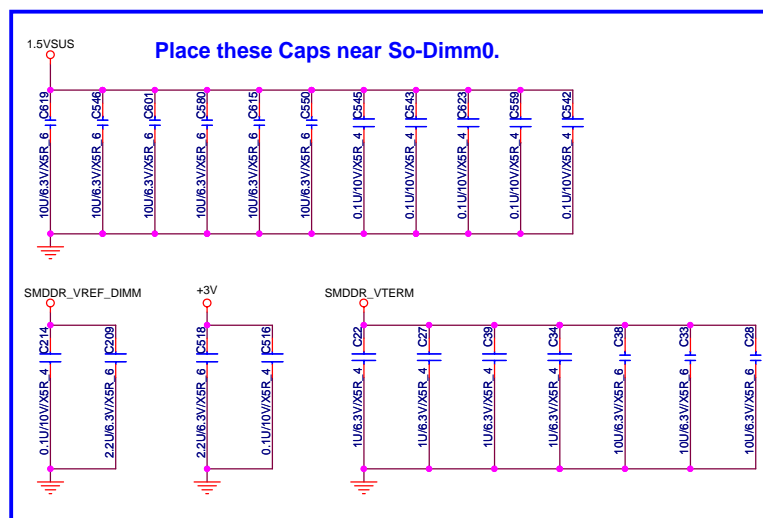 Place these Caps near So-Dimm0.
1.5VSUS
C619
10U/6.3V/X5R_6
C546
10U/6.3V/X5R_6
C601
10U/6.3V/X5R_6
C580
10U/6.3V/X5R_6
C615
10U/6.3V/X5R_6
C550
10U/6.3V/X5R_6
C545
0.1U/10V/X5R_4
C543
0.1U/10V/X5R_4
C623
0.1U/10V/X5R_4
C559
0.1U/10V/X5R_4
C542
0.1U/10V/X5R_4
SMDDR_VREF_DIMM
C214
0.1U/10V/X5R_4
C209
2.2U/6.3V/X5R_6
+3V
C518
2.2U/6.3V/X5R_6
C516
0.1U/10V/X5R_4
SMDDR_VTERM
C22
1U/6.3V/X5R_4
C27
1U/6.3V/X5R_4
C39
1U/6.3V/X5R_4
C34
1U/6.3V/X5R_4
C38
10U/6.3V/X5R_6
C33
10U/6.3V/X5R_6
C28
10U/6.3V/X5R_6